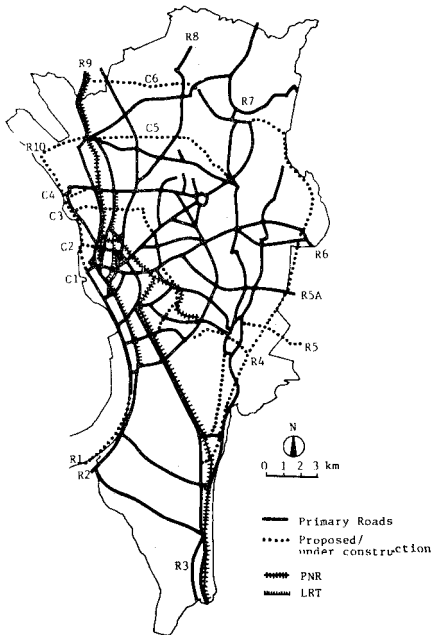 R8
R9
C6
R7
C5
R10
C4
C3
C2
R6
C1
R5A
R5
R4
N
R1
0 1 2 3 km
R2
Primary Roads
Proposed/
under construction
R3
PNR
LRT